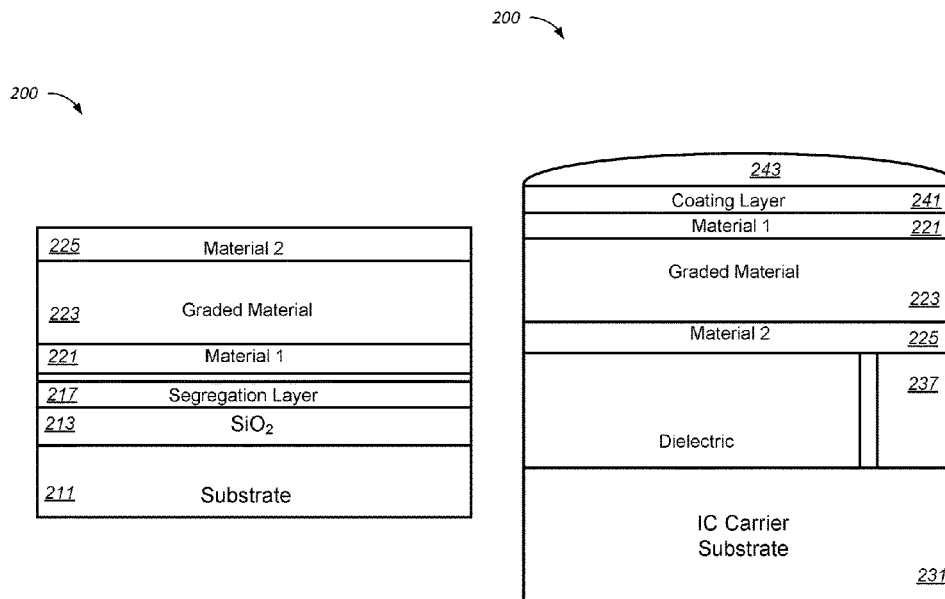 200
225 Material 2
223 Graded Material
221 Material 1
217 Segregation Layer
213 SiO₂
211 Substrate
200
243
Coating Layer 241
Material 1 221
Graded Material
223
Material 2 225
237
Dielectric
IC Carrier
Substrate
231